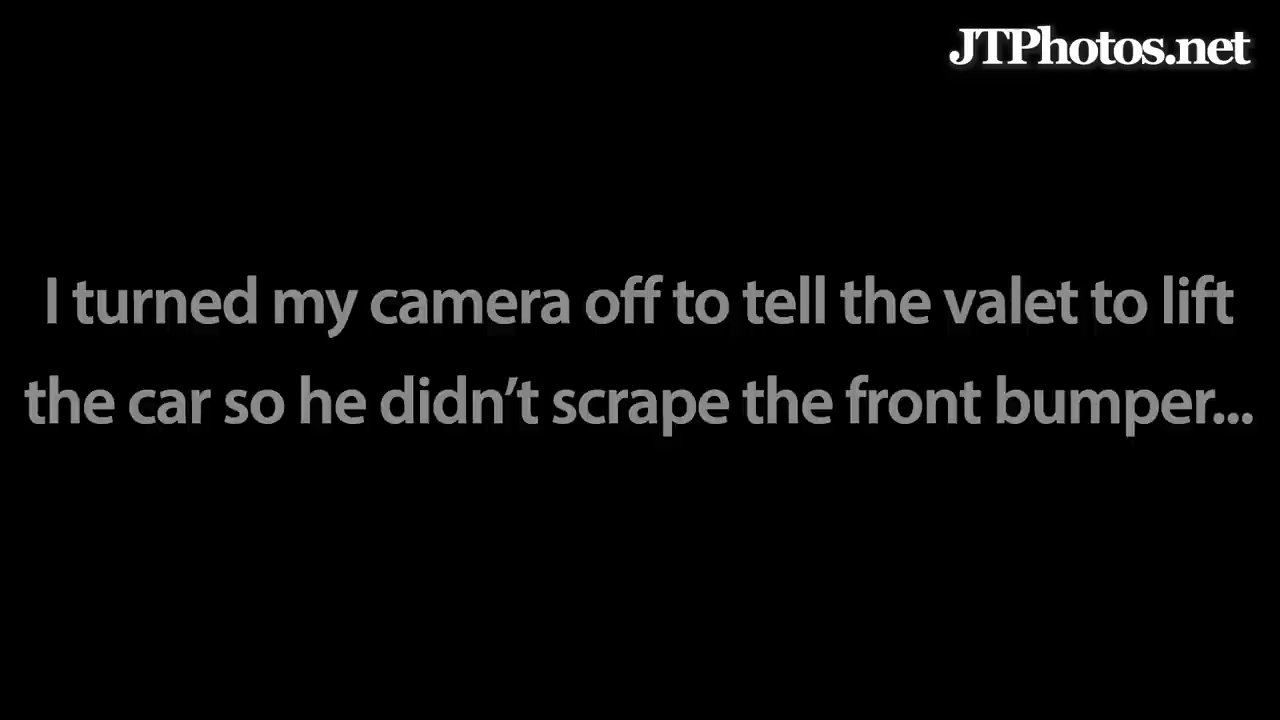 JTPhotos.net
I turned my camera off to tell the valet to lift
the car so he didn’t scrape the front bumper...